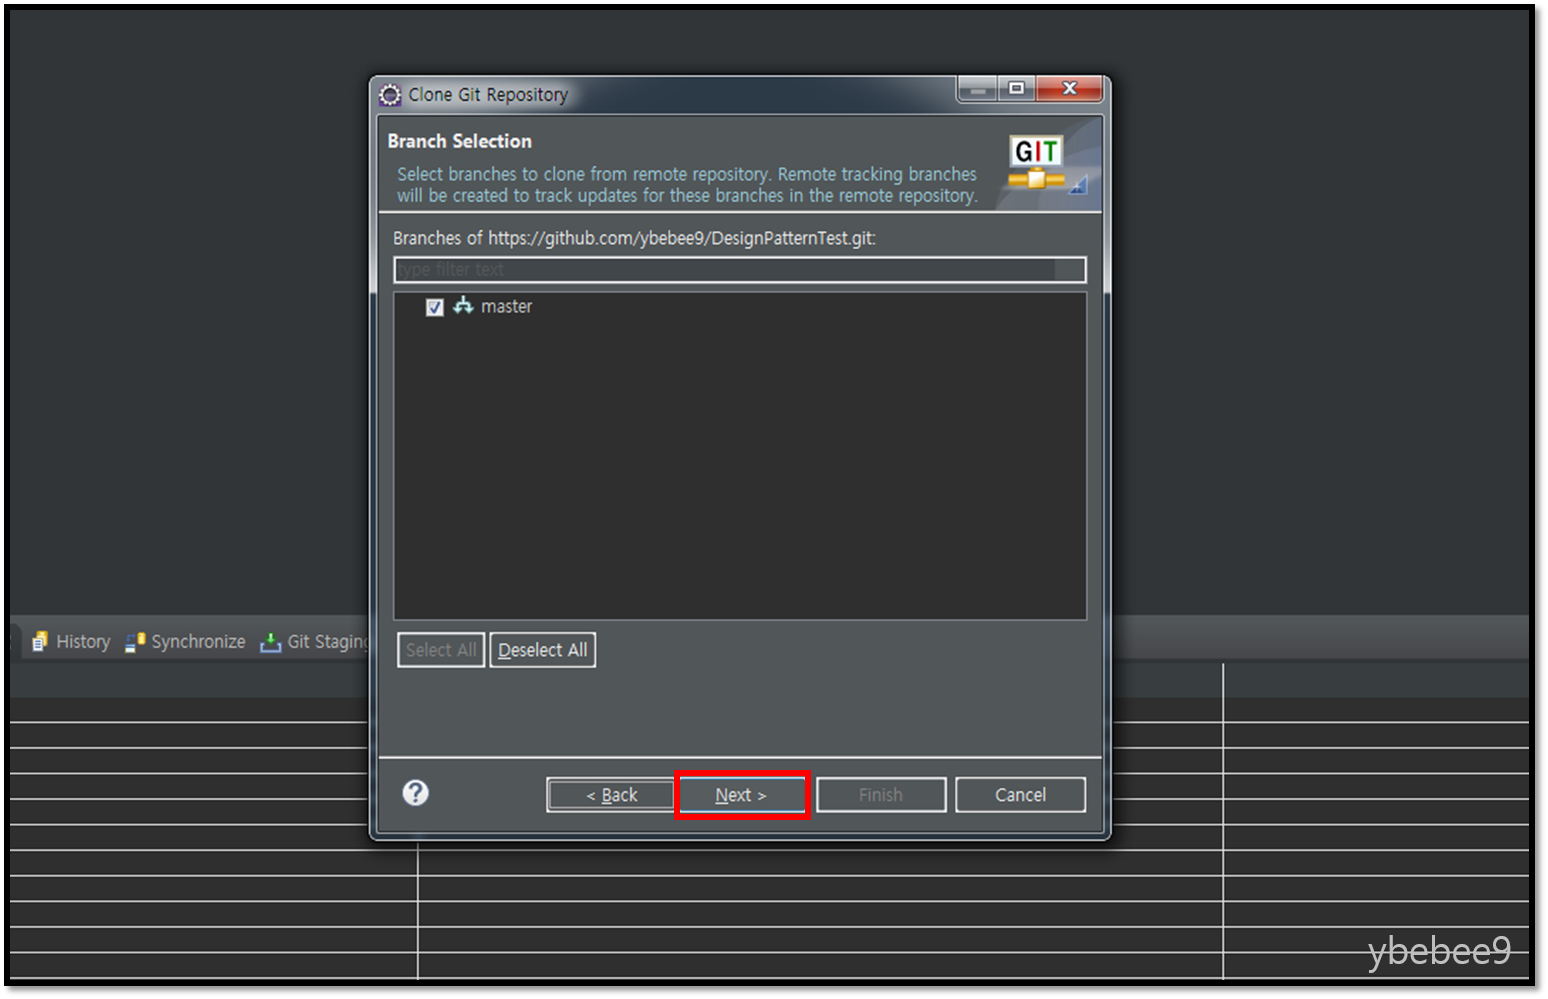 Clone Git Repository
Branch Selection
GIT
Select branches to clone from remote repository. Remote tracking branches
will be created to track updates for these branches in the remote repository.
Branches of https://github.com/ybebee9/DesignPatternTest.git:
type filter text
master
History
Synchronize
Git Staging
Select All
Deselect All
?
< Back
Next >
Finish
Cancel
ybebee9